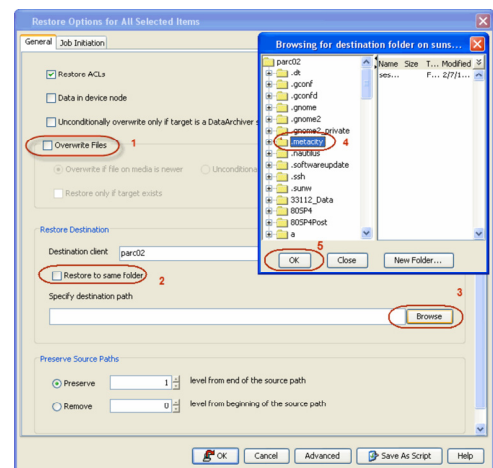 Restore Options for All Selected Items
General Job Initiation
Restore ACLs
Data in device node
Unconditionally overwrite only if target is a DataArchiver
Overwrite Files 1
Overwrite if file on media is newer
Restore only if target exists
Restore Destination
Destination client parc02
Restore to same folder 2
Specify destination path
3
Browse
Preserve Source Paths
Preserve 1 level from end of the source path
Remove 0 level from beginning of the source path
OK Cancel Advanced Save As Script Help
Browsing for destination folder on suns...
parc02
Name Size T... Modified
.dt
ses... F... 2/7/1...
.gconf
.gconfd
.gnome
.gnome2
.gnome2_private
.metacity 4
.nautilus
.softwareupdate
.ssh
.sunw
33112_Data
80SP4
80SP4Post
a
5
OK Close New Folder...